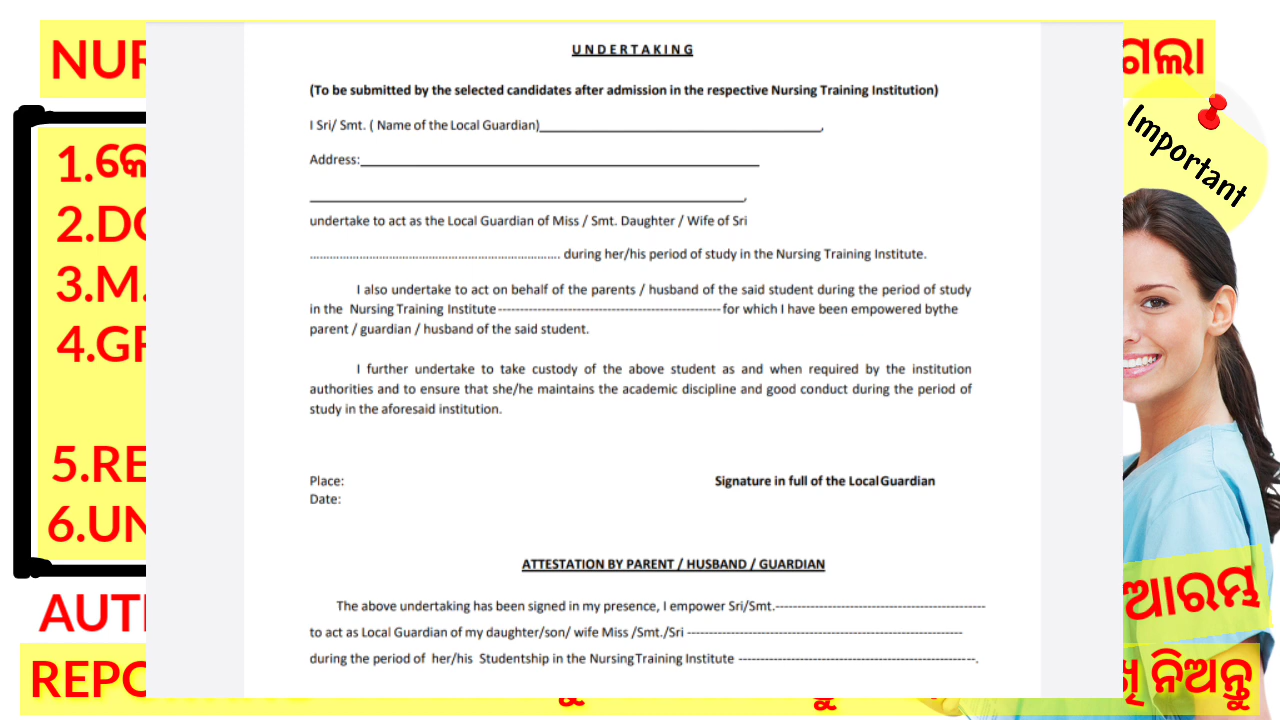 NUR
ଗଲା
Important
1.କୋ
2.DO
3.M.
4.GR
5.RE
6.UN
AUTH
ଆରମ୍ଭ
REPO
ନିଅନ୍ତୁ
UNDERTAKING
(To be submitted by the selected candidates after admission in the respective Nursing Training Institution)
I Sri/ Smt. ( Name of the Local Guardian)____________________,
Address:____________________
____________________,
undertake to act as the Local Guardian of Miss / Smt. Daughter / Wife of Sri
........................................................................... during her/his period of study in the Nursing Training Institute.
I also undertake to act on behalf of the parents / husband of the said student during the period of study
in the Nursing Training Institute --------------------------------------------------- for which I have been empowered bythe
parent / guardian / husband of the said student.
I further undertake to take custody of the above student as and when required by the institution
authorities and to ensure that she/he maintains the academic discipline and good conduct during the period of
study in the aforesaid institution.
Place:
Signature in full of the Local Guardian
Date:
ATTESTATION BY PARENT / HUSBAND / GUARDIAN
The above undertaking has been signed in my presence, I empower Sri/Smt.------------------------------------------------
to act as Local Guardian of my daughter/son/ wife Miss /Smt./Sri ---------------------------------------------------------------
during the period of her/his Studentship in the Nursing Training Institute -------------------------------------------------------.